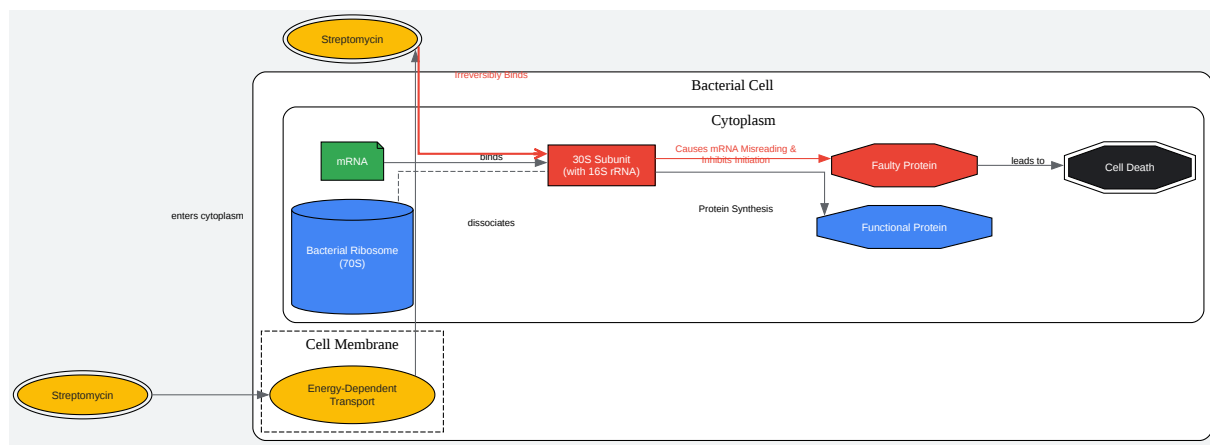 Streptomycin
Irreversibly Binds
Bacterial Cell
Cytoplasm
mRNA
binds
30S Subunit
(with 16S rRNA)
Causes mRNA Misreading &
Inhibits Initiation
Faulty Protein
leads to
Cell Death
enters cytoplasm
dissociates
Protein Synthesis
Functional Protein
Bacterial Ribosome
(70S)
Cell Membrane
Streptomycin
Energy-Dependent
Transport